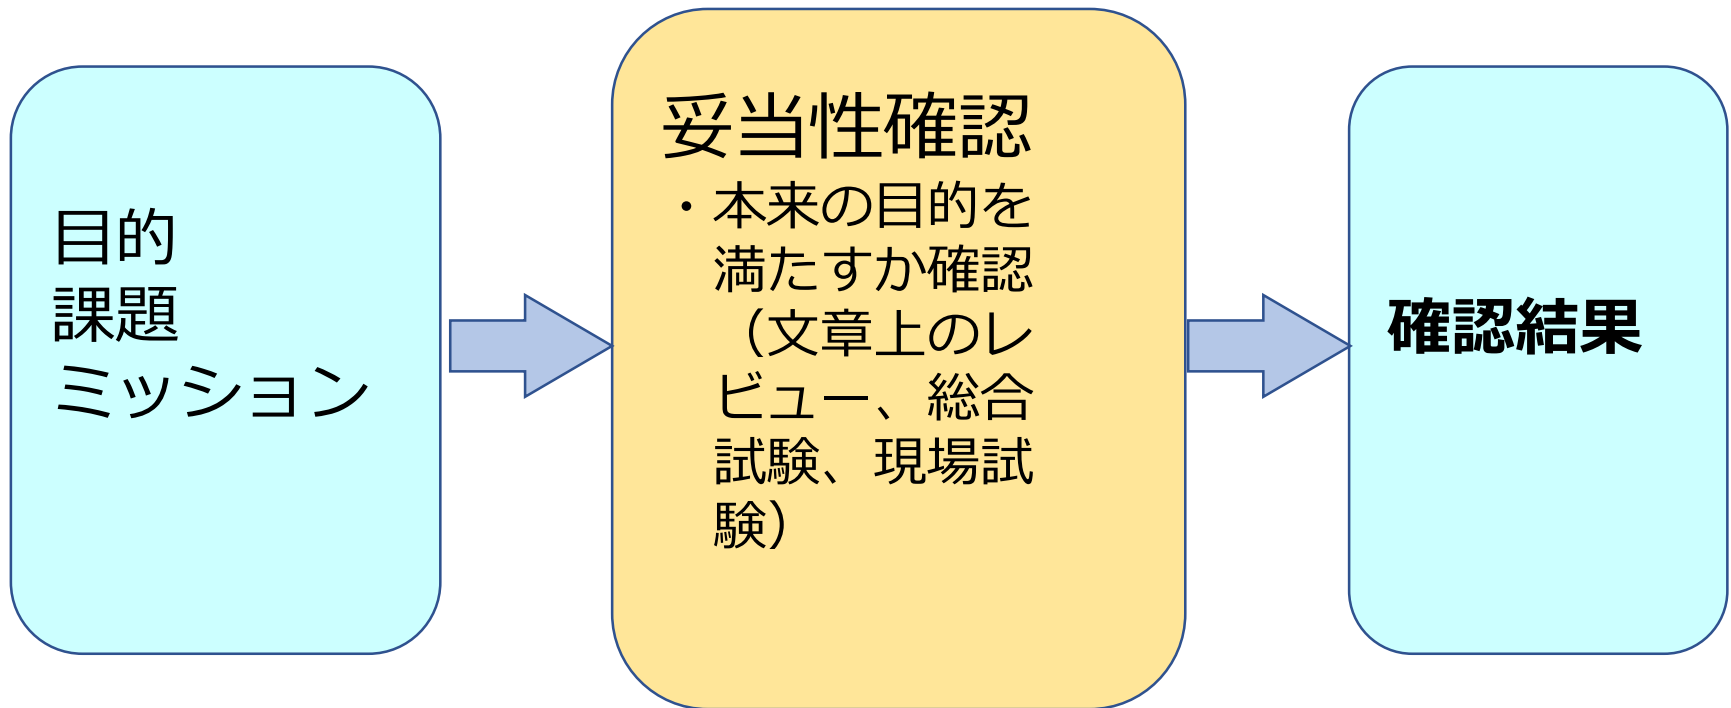 目的
課題
ミッション
妥当性確認
・本来の目的を
満たすか確認
（文章上のレ
ビュー、総合
試験、現場試
験）
確認結果